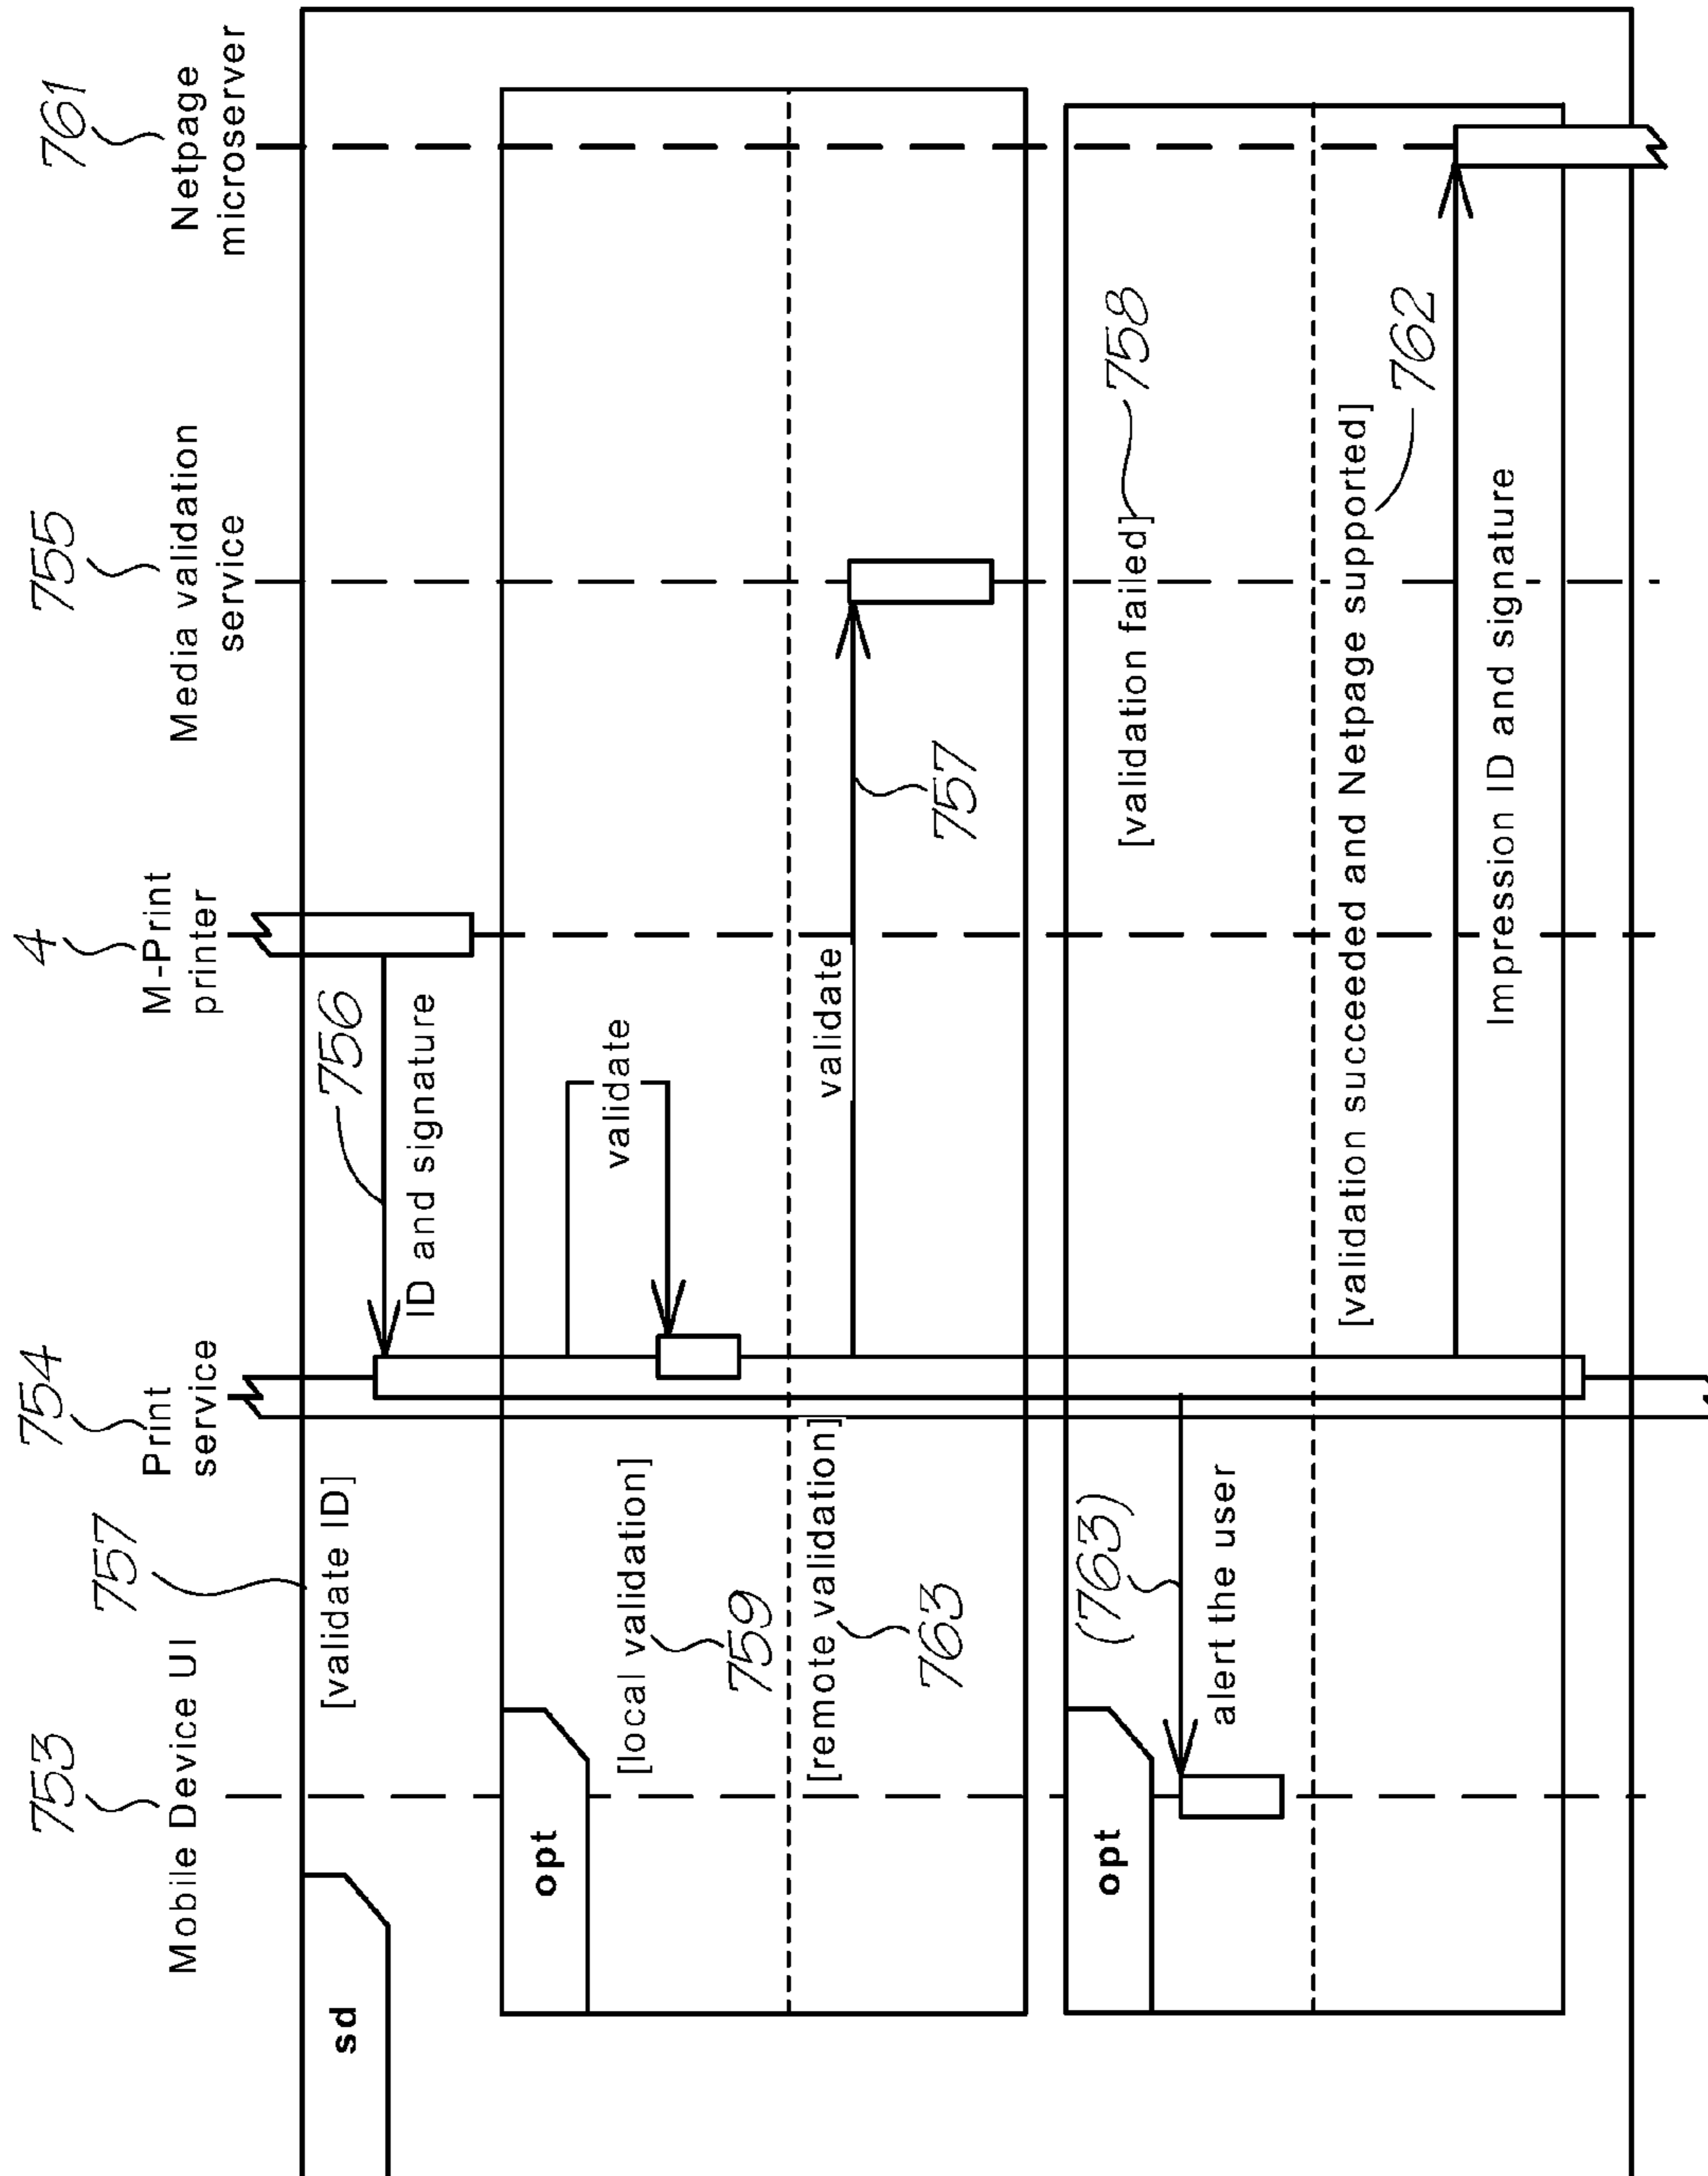 753
Mobile Device UI
754
Print
service
4
M-Print
printer
755
Media validation
service
761
Netpage
microserver
sd
757
[validate ID]
756
ID and signature
opt
[local validation]
759
validate
[remote validation]
763
validate
757
opt
(763)
alert the user
[validation failed]
758
[validation succeeded and Netpage supported]
762
Impression ID and signature